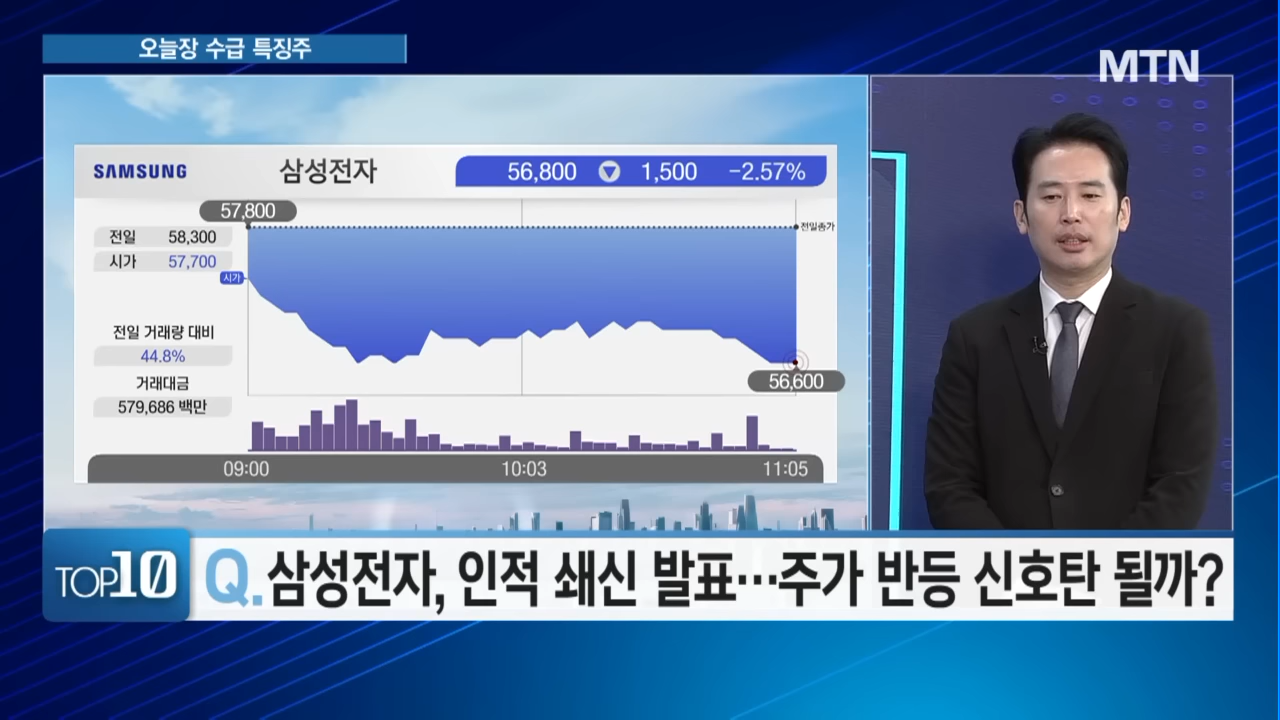 오늘장 수급 특징주
MTN
SAMSUNG 삼성전자 56,800 ▼ 1,500 -2.57%
57,800
전일종가
전일 58,300
시가 57,700
시가
전일 거래량 대비
44.8%
거래대금
579,686 백만
56,600
09:00 10:03 11:05
TOP10 Q. 삼성전자, 인적 쇄신 발표…주가 반등 신호탄 될까?